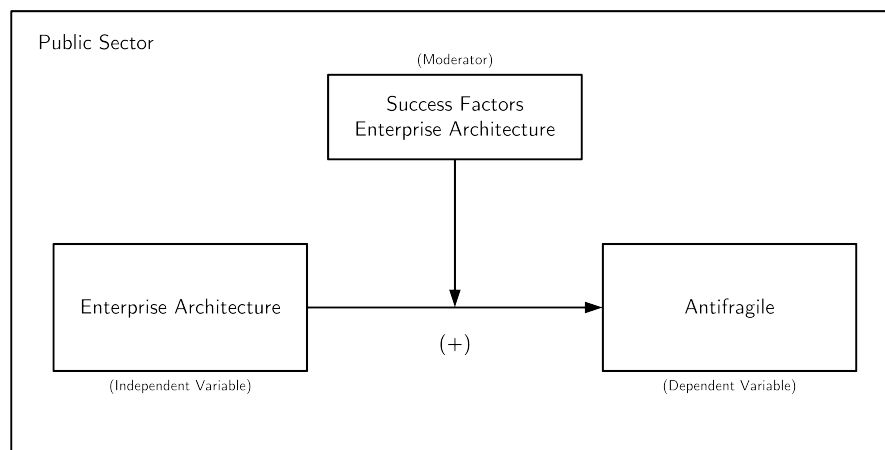 Public Sector
(Moderator)
Success Factors
Enterprise Architecture
Enterprise Architecture
Antifragile
(+)
(Independent Variable)
(Dependent Variable)